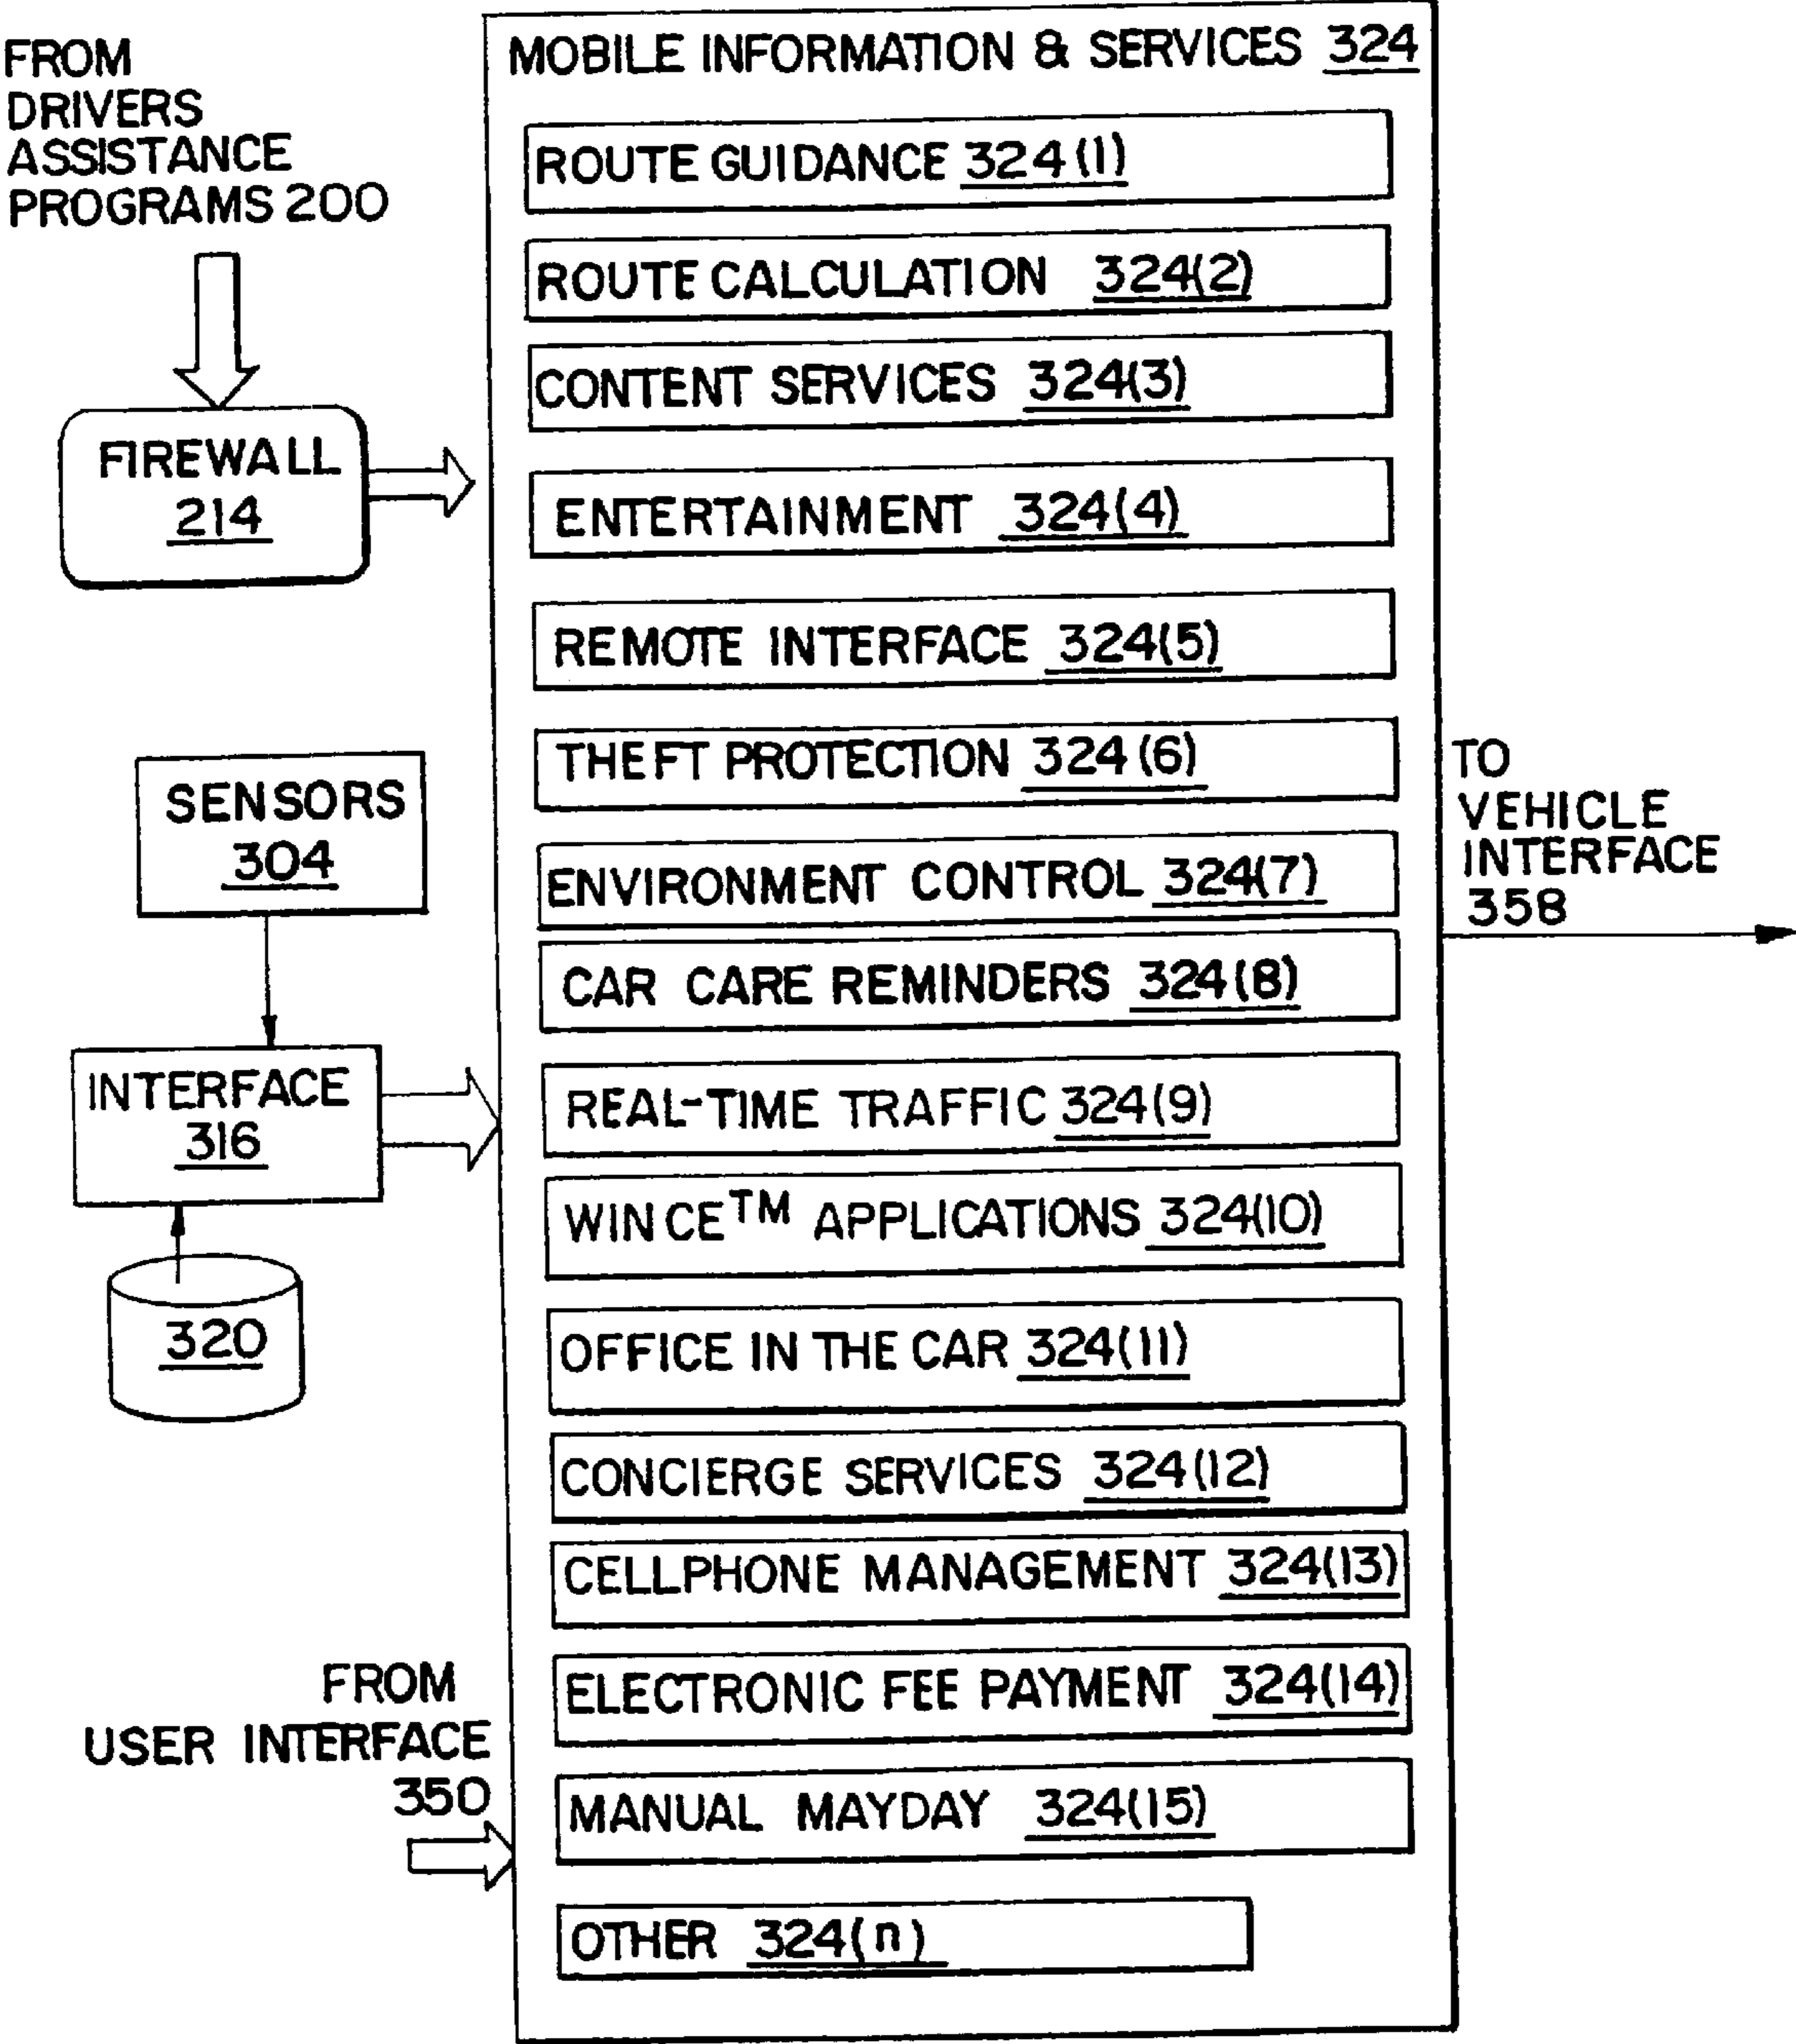 FROM
DRIVERS
ASSISTANCE
PROGRAMS 200
FIREWALL
214
SENSORS
304
INTERFACE
316
320
FROM
USER INTERFACE
350
MOBILE INFORMATION & SERVICES 324
ROUTE GUIDANCE 324(1)
ROUTE CALCULATION 324(2)
CONTENT SERVICES 324(3)
ENTERTAINMENT 324(4)
REMOTE INTERFACE 324(5)
THEFT PROTECTION 324(6)
ENVIRONMENT CONTROL 324(7)
CAR CARE REMINDERS 324(8)
REAL-TIME TRAFFIC 324(9)
WIN CE™ APPLICATIONS 324(10)
OFFICE IN THE CAR 324(11)
CONCIERGE SERVICES 324(12)
CELLPHONE MANAGEMENT 324(13)
ELECTRONIC FEE PAYMENT 324(14)
MANUAL MAYDAY 324(15)
OTHER 324(n)
TO
VEHICLE
INTERFACE
358